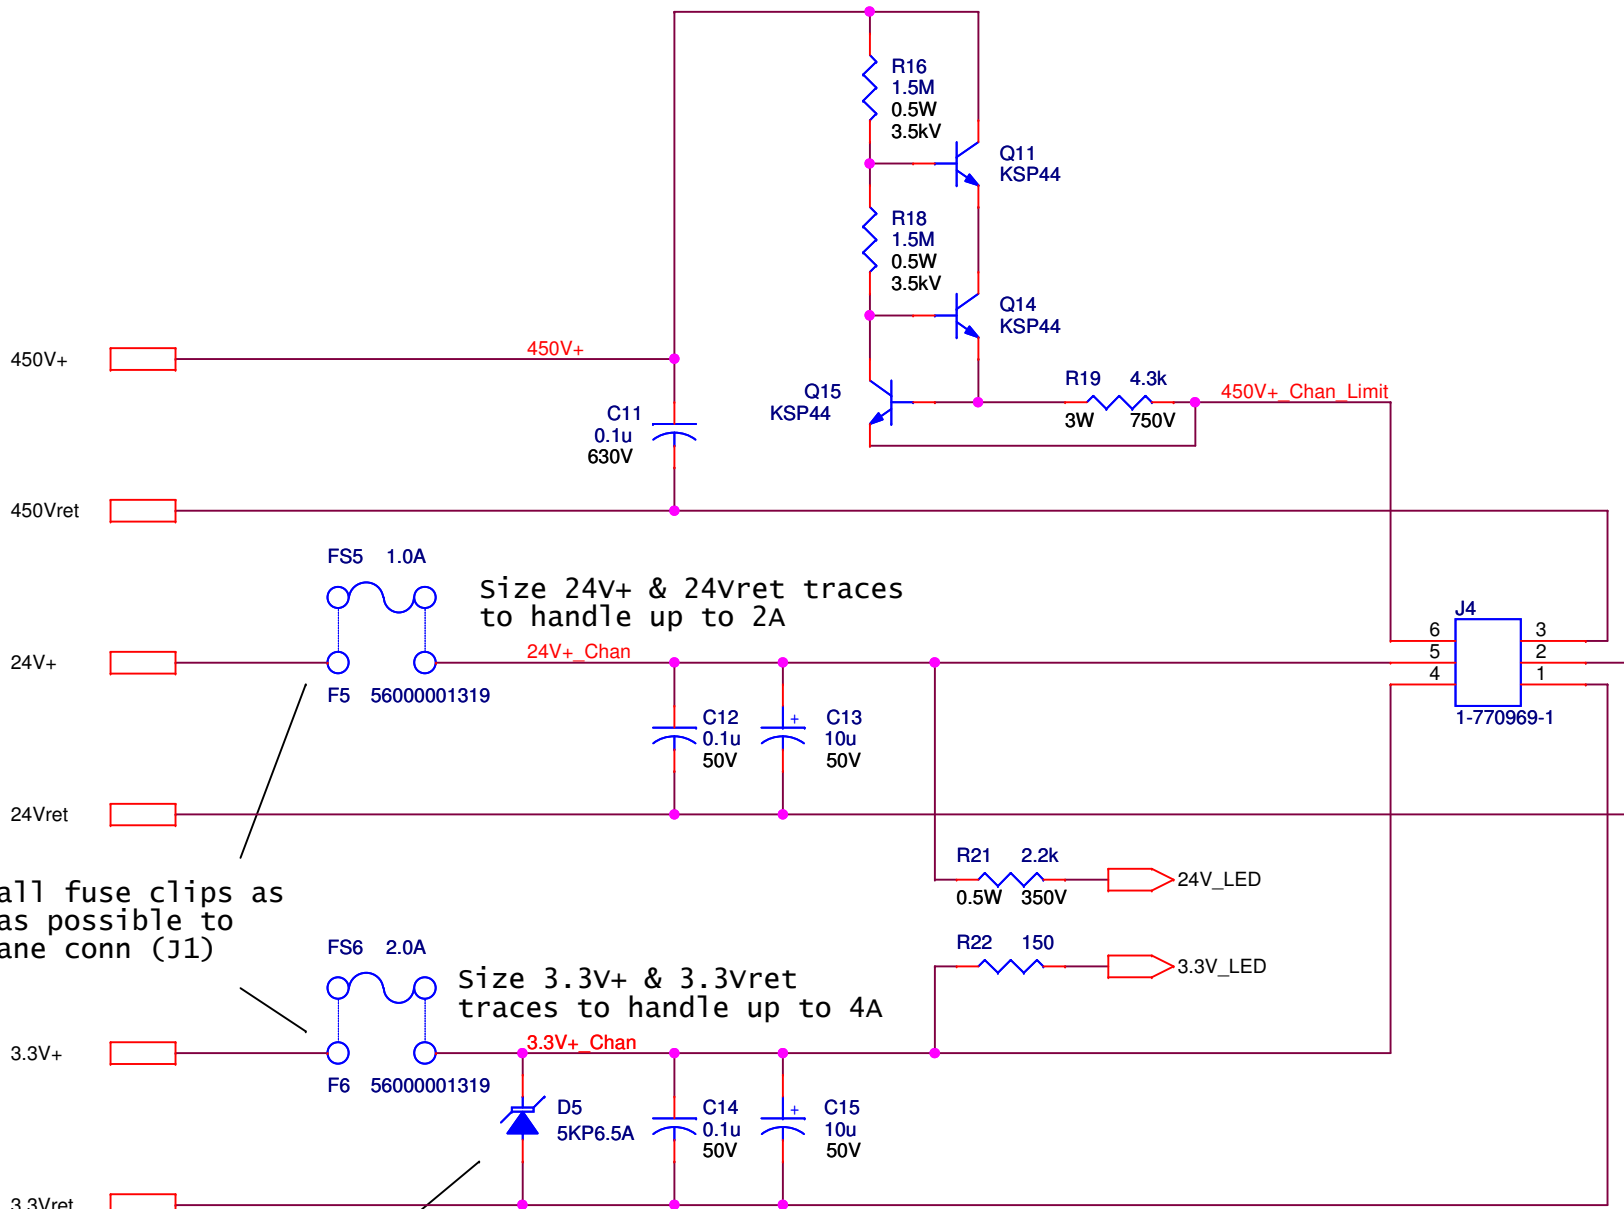 R16
1.5M
0.5W
3.5kV
Q11
KSP44
R18
1.5M
0.5W
3.5kV
Q14
KSP44
450V+
450V+
Q15
KSP44
R19 4.3k
3W 750V
450V+_Chan_Limit
C11
0.1u
630V
450Vret
FS5 1.0A
Size 24V+ & 24Vret traces
to handle up to 2A
J4
6 3
5 2
4 1
1-770969-1
24V+
24V+_Chan
F5 56000001319
C12
0.1u
50V
+
C13
10u
50V
24Vret
R21 2.2k
0.5W 350V
24V_LED
all fuse clips as
as possible to
ane conn (J1)
R22 150
3.3V_LED
FS6 2.0A
Size 3.3V+ & 3.3Vret
traces to handle up to 4A
3.3V+
3.3V+_Chan
F6 56000001319
D5
5KP6.5A
C14
0.1u
50V
+
C15
10u
50V
3.3Vret